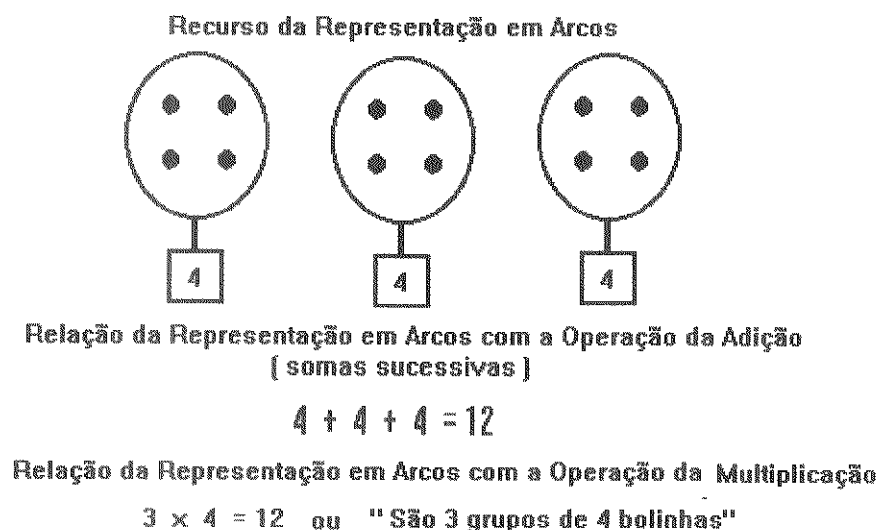 Recurso da Representação em Arcos
4 4 4
Relação da Representação em Arcos com a Operação da Adição
( somas sucessivas )
4 + 4 + 4 = 12
Relação da Representação em Arcos com a Operação da Multiplicação
3 x 4 = 12 ou "São 3 grupos de 4 bolinhas"